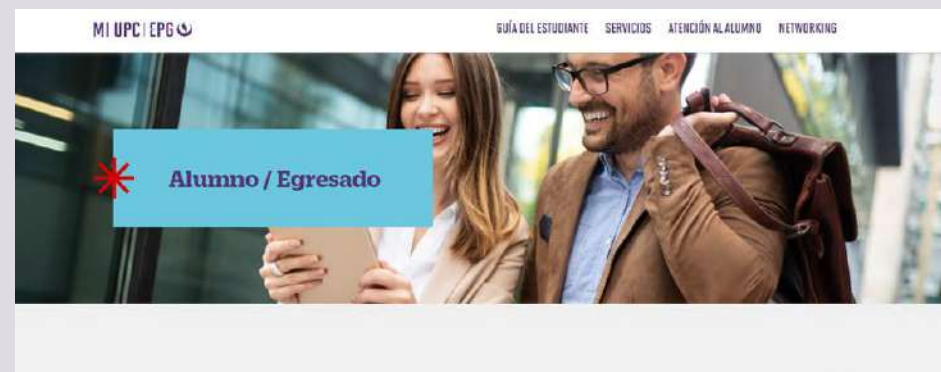 MI UPC | EPG
GUÍA DEL ESTUDIANTE SERVICIOS ATENCIÓN AL ALUMNO NETWORKING
Alumno / Egresado